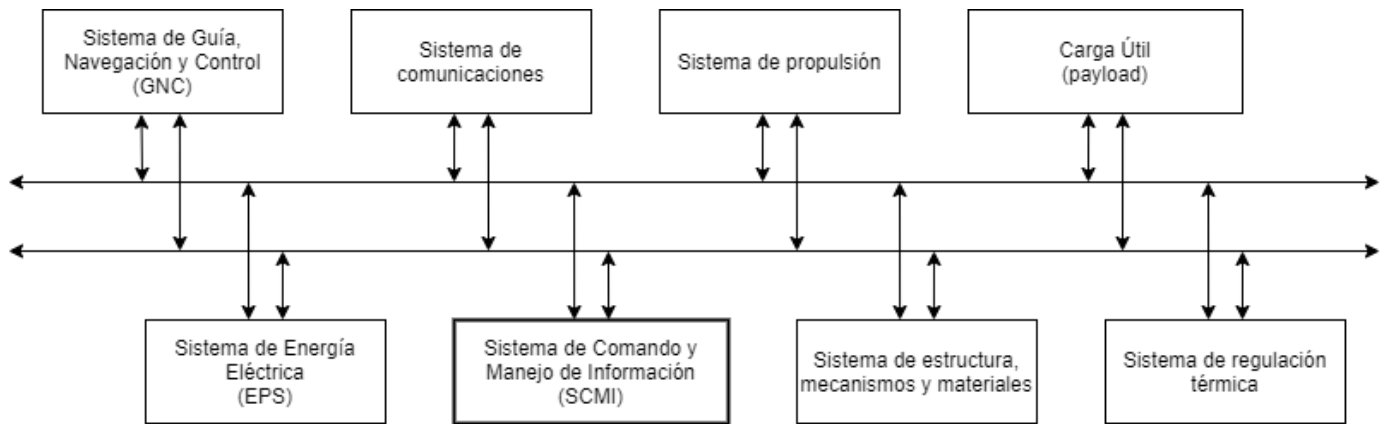 Sistema de Guía,
Navegación y Control
(GNC)
Sistema de
comunicaciones
Sistema de propulsión
Carga Útil
(payload)
Sistema de Energía
Eléctrica
(EPS)
Sistema de Comando y
Manejo de Información
(SCMI)
Sistema de estructura,
mecanismos y materiales
Sistema de regulación
térmica